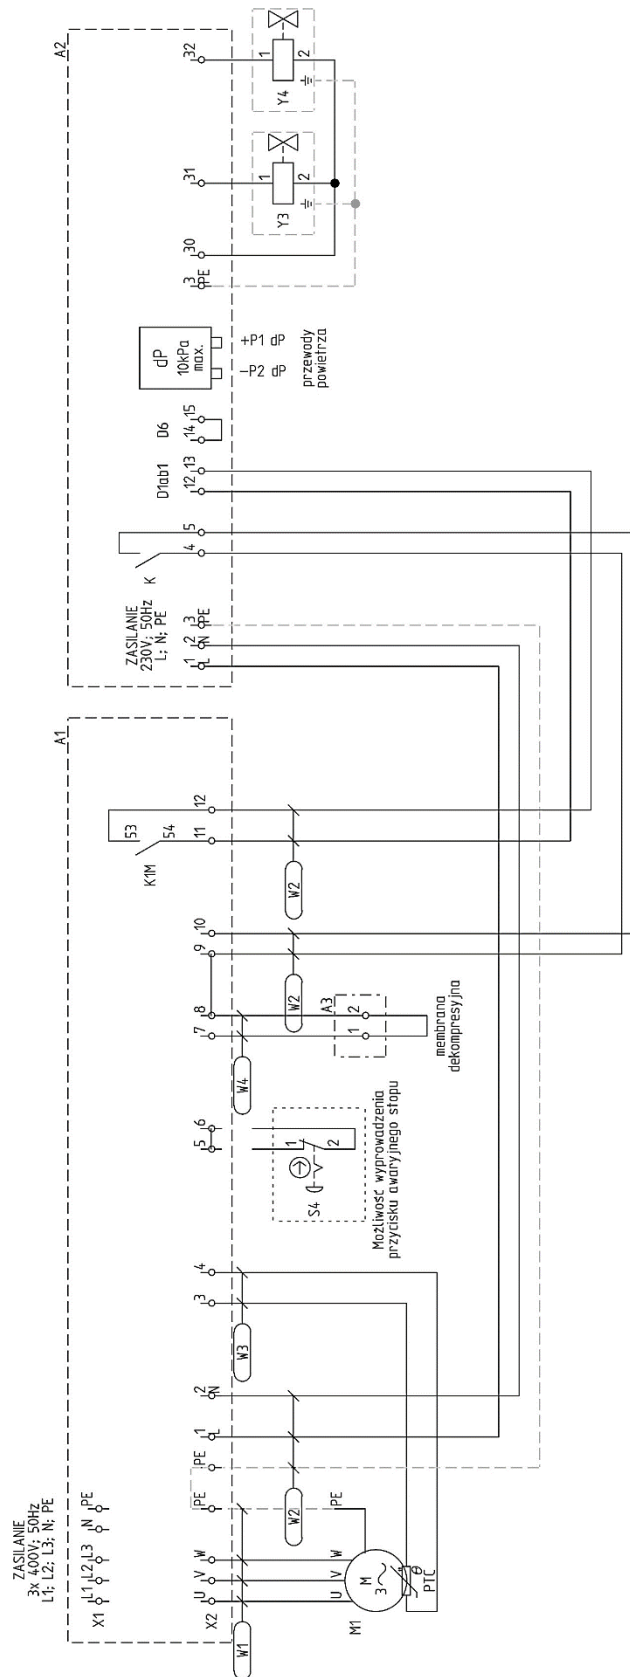 ZASILANIE
3x 400V; 50Hz
L1; L2; L3; N; PE
X1
L1
L2
L3
N
PE
A1
X2
U
V
W
PE
PE
1
L
2
N
3
4
5
6
7
8
9
10
11
12
K1M
53
54
W1
W2
W3
W4
W2
W2
U
V
W
PE
M1
M
3
PTC
ϑ
S4
1
2
Możliwość wyprowadzenia
przycisku awaryjnego stopu
A3
1
2
membrana
dekompresyjna
A2
ZASILANIE
230V; 50Hz
L; N; PE
1
L
2
N
3
PE
K
4
5
D1ab1
12
13
D6
14
15
dP
10kPa
max.
+P1 dP
-P2 dP
przewody
powietrza
3
PE
30
31
32
Y3
1
2
Y4
1
2